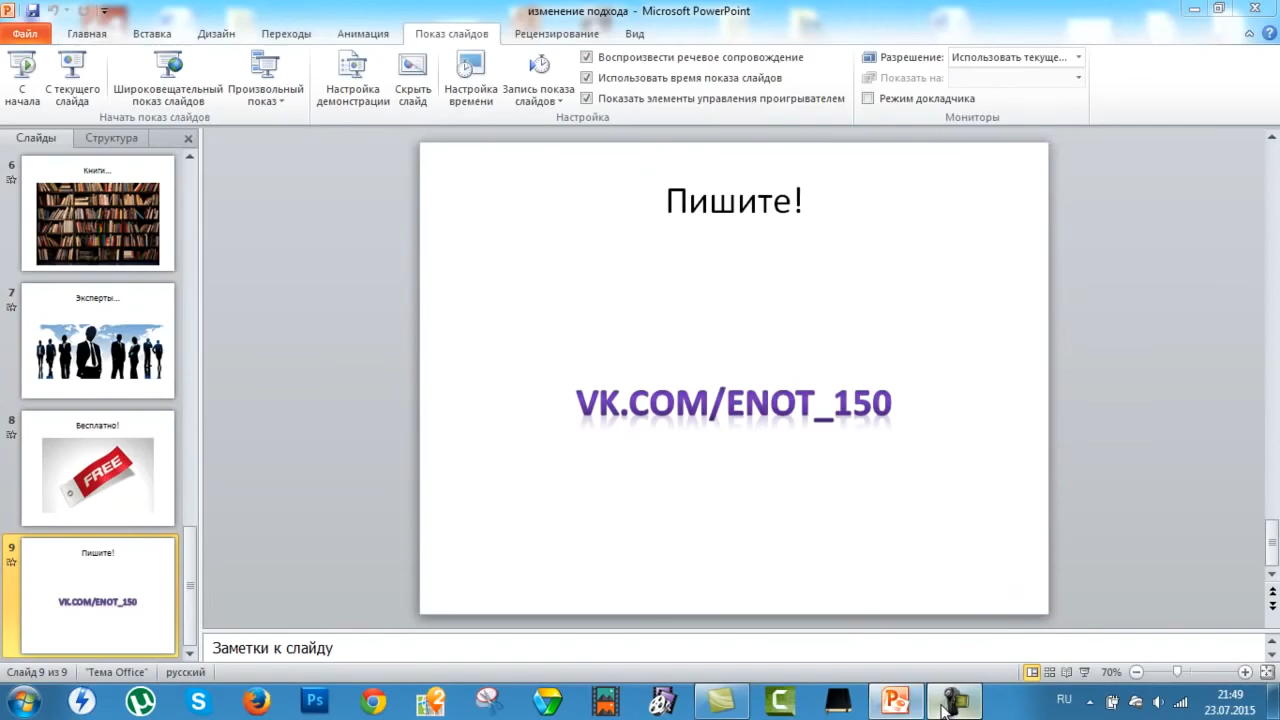 изменение подхода - Microsoft PowerPoint
Файл Главная Вставка Дизайн Переходы Анимация Показ слайдов Рецензирование Вид
С начала
С текущего слайда
Широковещательный показ слайдов
Произвольный показ
Начать показ слайдов
Настройка демонстрации
Скрыть слайд
Настройка времени
Запись показа слайдов
Воспроизвести речевое сопровождение
Использовать время показа слайдов
Показать элементы управления проигрывателем
Настройка
Разрешение: Использовать текуще...
Показать на:
Режим докладчика
Мониторы
Слайды Структура
6
Книги...
7
Эксперты...
8
Бесплатно!
FREE
9
Пишите!
VK.COM/ENOT_150
Пишите!
VK.COM/ENOT_150
Заметки к слайду
Слайд 9 из 9 "Тема Office" русский 70%
Ps
RU
21:49
23.07.2015